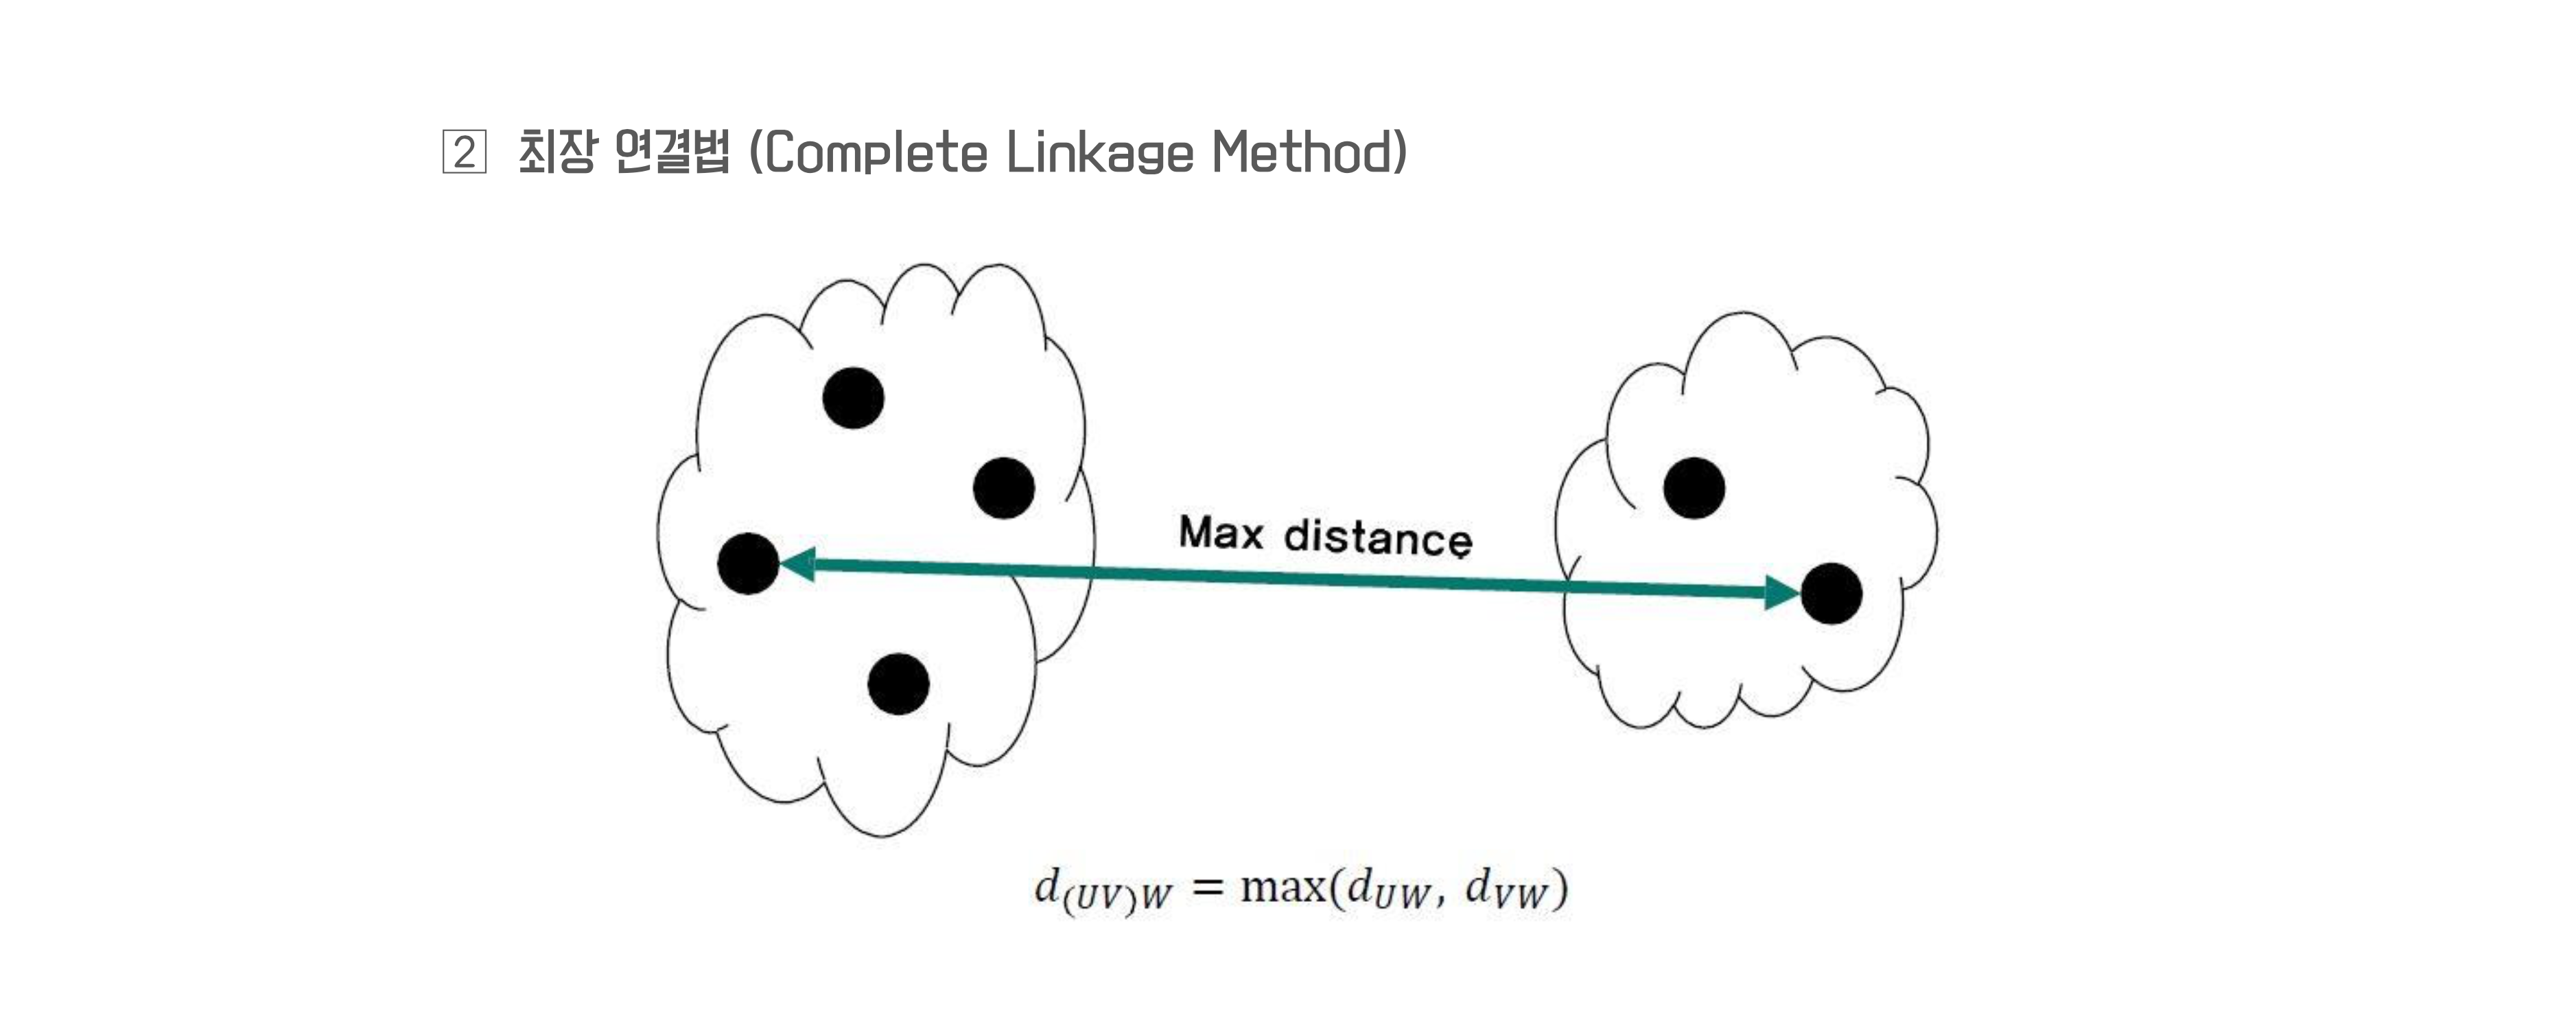 2 최장 연결법 (Complete Linkage Method)
Max distance
d(UV)W = max(dUW, dVW)